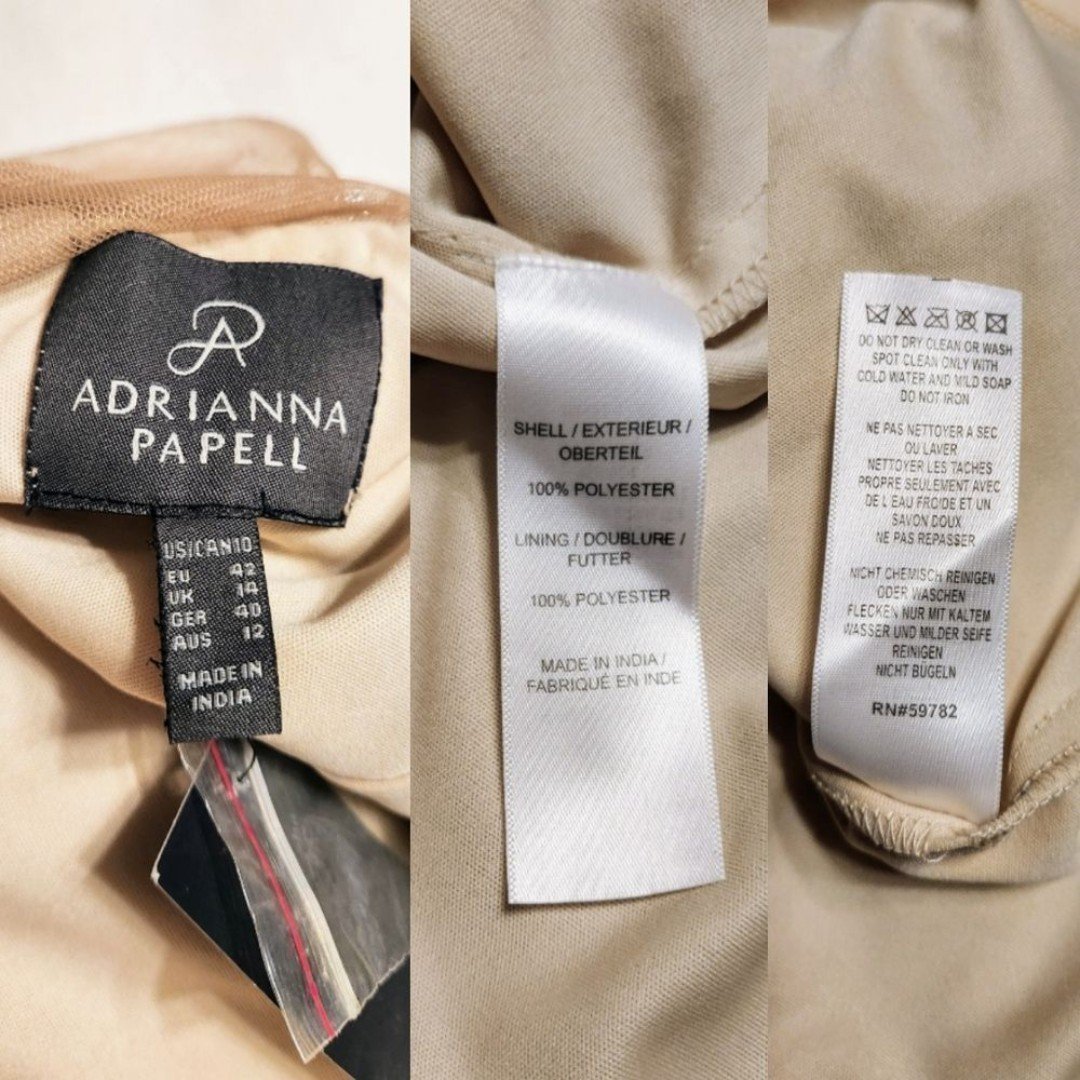 ADRIANNA
PAPELL
US/CAN10
EU 42
UK 14
GER 40
AUS 12
MADE IN
INDIA
SHELL / EXTERIEUR /
OBERTEIL
100% POLYESTER
LINING / DOUBLURE /
FUTTER
100% POLYESTER
MADE IN INDIA /
FABRIQUÉ EN INDE
DO NOT DRY CLEAN OR WASH
SPOT CLEAN ONLY WITH
COLD WATER AND MILD SOAP
DO NOT IRON
NE PAS NETTOYER A SEC
OU LAVER
NETTOYER LES TACHES
PROPRE SEULEMENT AVEC
DE L'EAU FROIDE ET UN
SAVON DOUX
NE PAS REPASSER
NICHT CHEMISCH REINIGEN
ODER WASCHEN
FLECKEN NUR MIT KALTEM
WASSER UND MILDER SEIFE
REINIGEN
NICHT BÜGELN
RN#59782